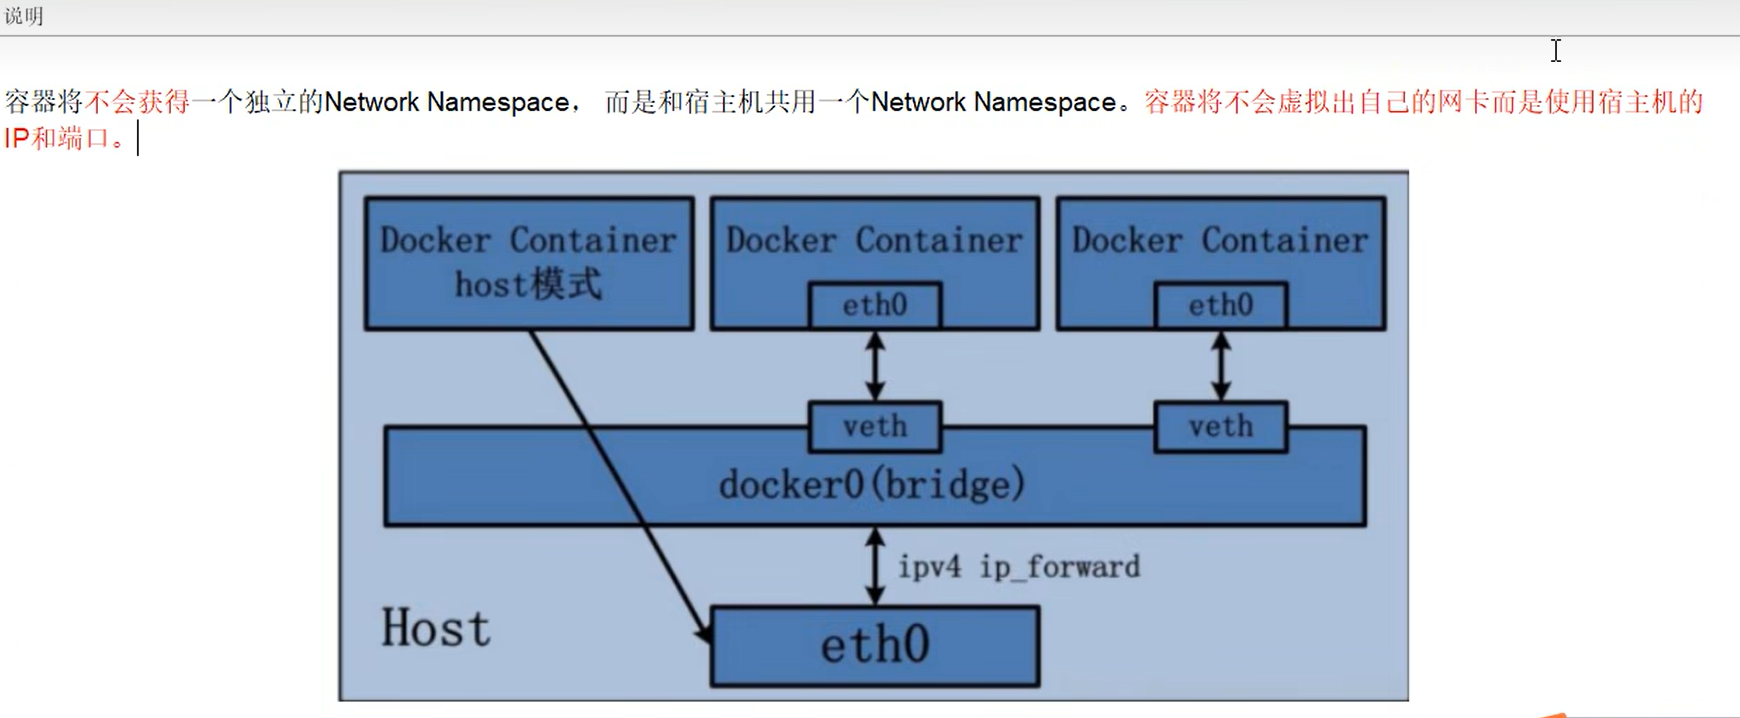 说明
容器将不会获得一个独立的Network Namespace， 而是和宿主机共用一个Network Namespace。容器将不会虚拟出自己的网卡而是使用宿主机的
IP和端口。
Docker Container
host模式
Docker Container
eth0
Docker Container
eth0
veth
veth
docker0(bridge)
ipv4 ip_forward
Host
eth0